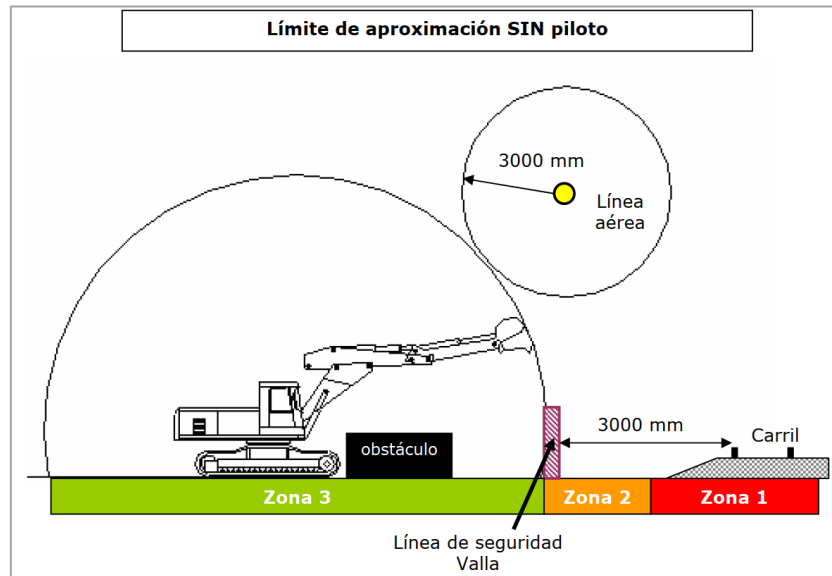 Límite de aproximación SIN piloto
3000 mm
Línea
aérea
3000 mm
Carril
obstáculo
Zona 3
Zona 2
Zona 1
Línea de seguridad
Valla